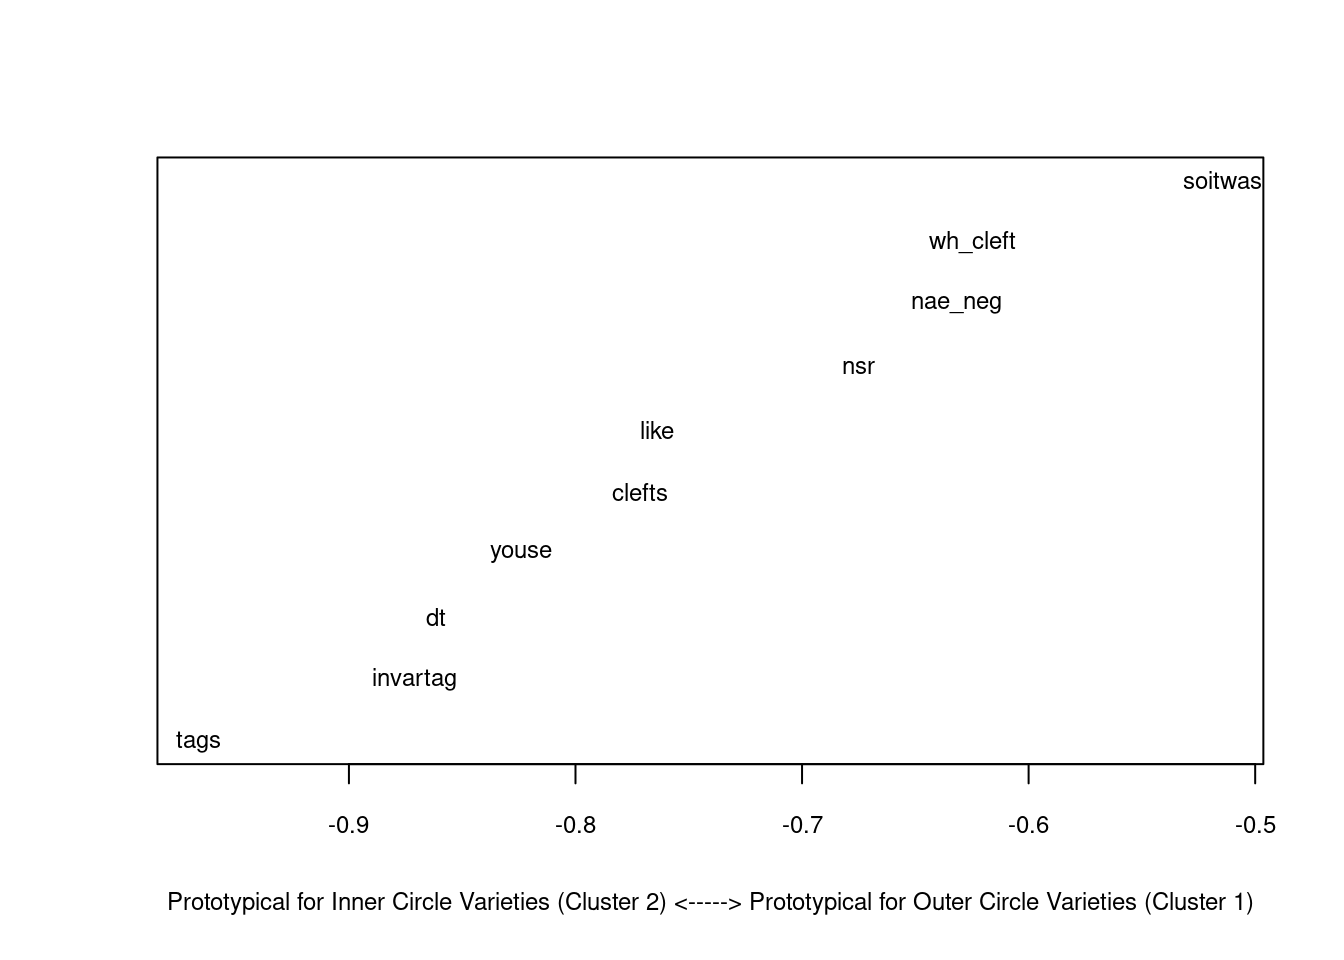 soitwas
wh_cleft
nae_neg
nsr
like
clefts
youse
dt
invartag
tags
-0.9 -0.8 -0.7 -0.6 -0.5
Prototypical for Inner Circle Varieties (Cluster 2) <-----> Prototypical for Outer Circle Varieties (Cluster 1)